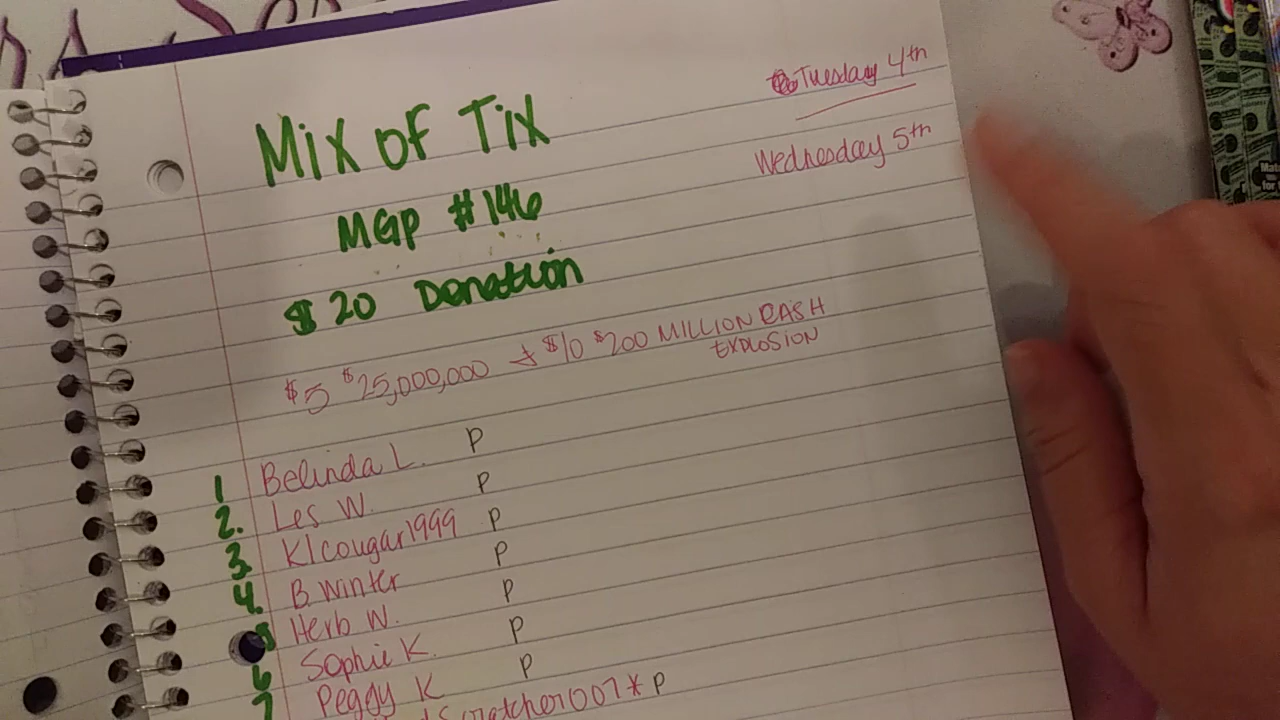 Tuesday 4th
Wednesday 5th
Mix of Tix
MGP #146
$20 Donation
$5 $25,000,000 + $10 $200 MILLION CASH
EXPLOSION
1 Belinda L. P
2. Les W. P
3. K1cougar1999 P
4. B. Winter P
5 Herb W. P
6 Sophie K. P
7 Peggy K P
Scratcher007* P